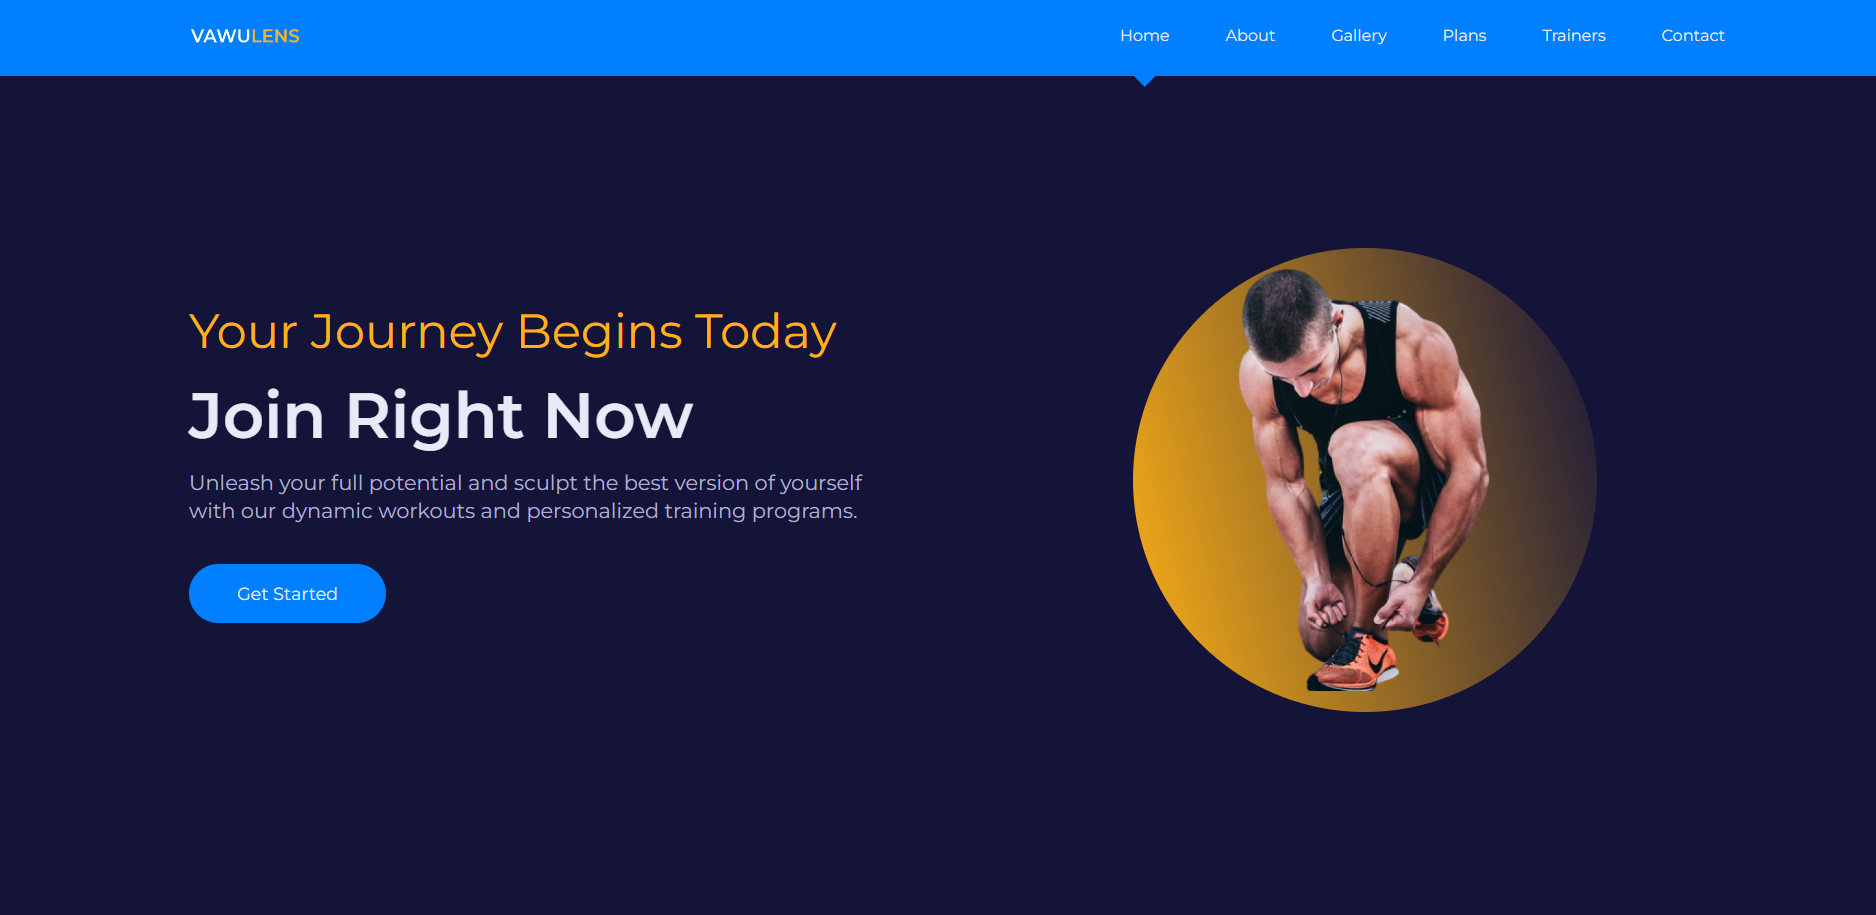 VAWULENS
Home About Gallery Plans Trainers Contact
Your Journey Begins Today
Join Right Now
Unleash your full potential and sculpt the best version of yourself
with our dynamic workouts and personalized training programs.
Get Started